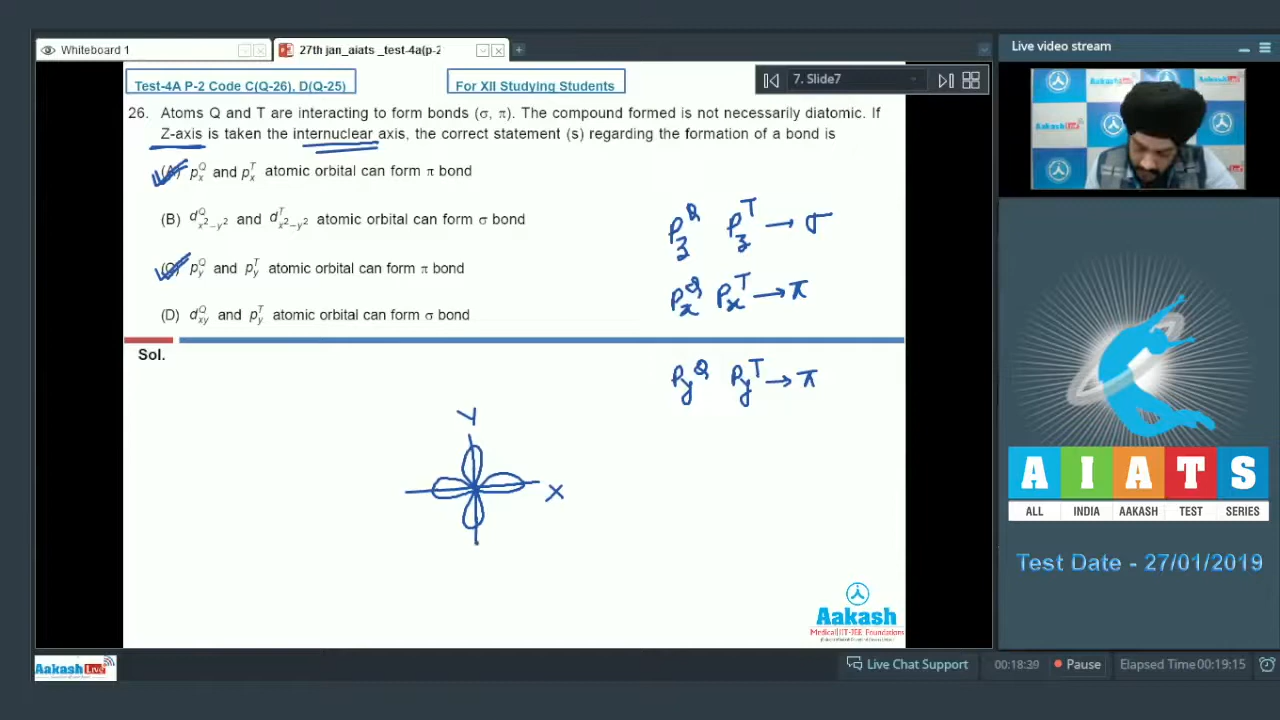 Whiteboard 1
27th jan_aiats _test-4a(p-2
Live video stream
Test-4A P-2 Code C(Q-26), D(Q-25)
For XII Studying Students
7. Slide7
26. Atoms Q and T are interacting to form bonds (σ, π). The compound formed is not necessarily diatomic. If
Z-axis is taken the internuclear axis, the correct statement (s) regarding the formation of a bond is
(A) p_x^Q and p_x^T atomic orbital can form π bond
(B) d_{x²-y²}^Q and d_{x²-y²}^T atomic orbital can form σ bond
(C) p_y^Q and p_y^T atomic orbital can form π bond
(D) d_{xy}^Q and p_y^T atomic orbital can form σ bond
P_z^Q P_z^T → σ
P_x^Q P_x^T → π
Sol.
P_y^Q P_y^T → π
Y
X
Aakash
Medical|IIT-JEE|Foundations
AakashLive
A I A T S
ALL INDIA AAKASH TEST SERIES
Test Date - 27/01/2019
Aakash Live
Live Chat Support
00:18:39
Pause
Elapsed Time 00:19:15